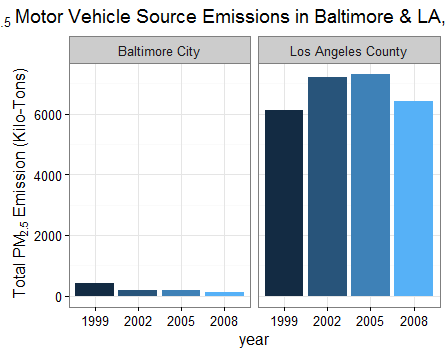 .5 Motor Vehicle Source Emissions in Baltimore & LA,
Baltimore City
Los Angeles County
Total PM2.5 Emission (Kilo-Tons)
6000
4000
2000
0
1999 2002 2005 2008
1999 2002 2005 2008
year